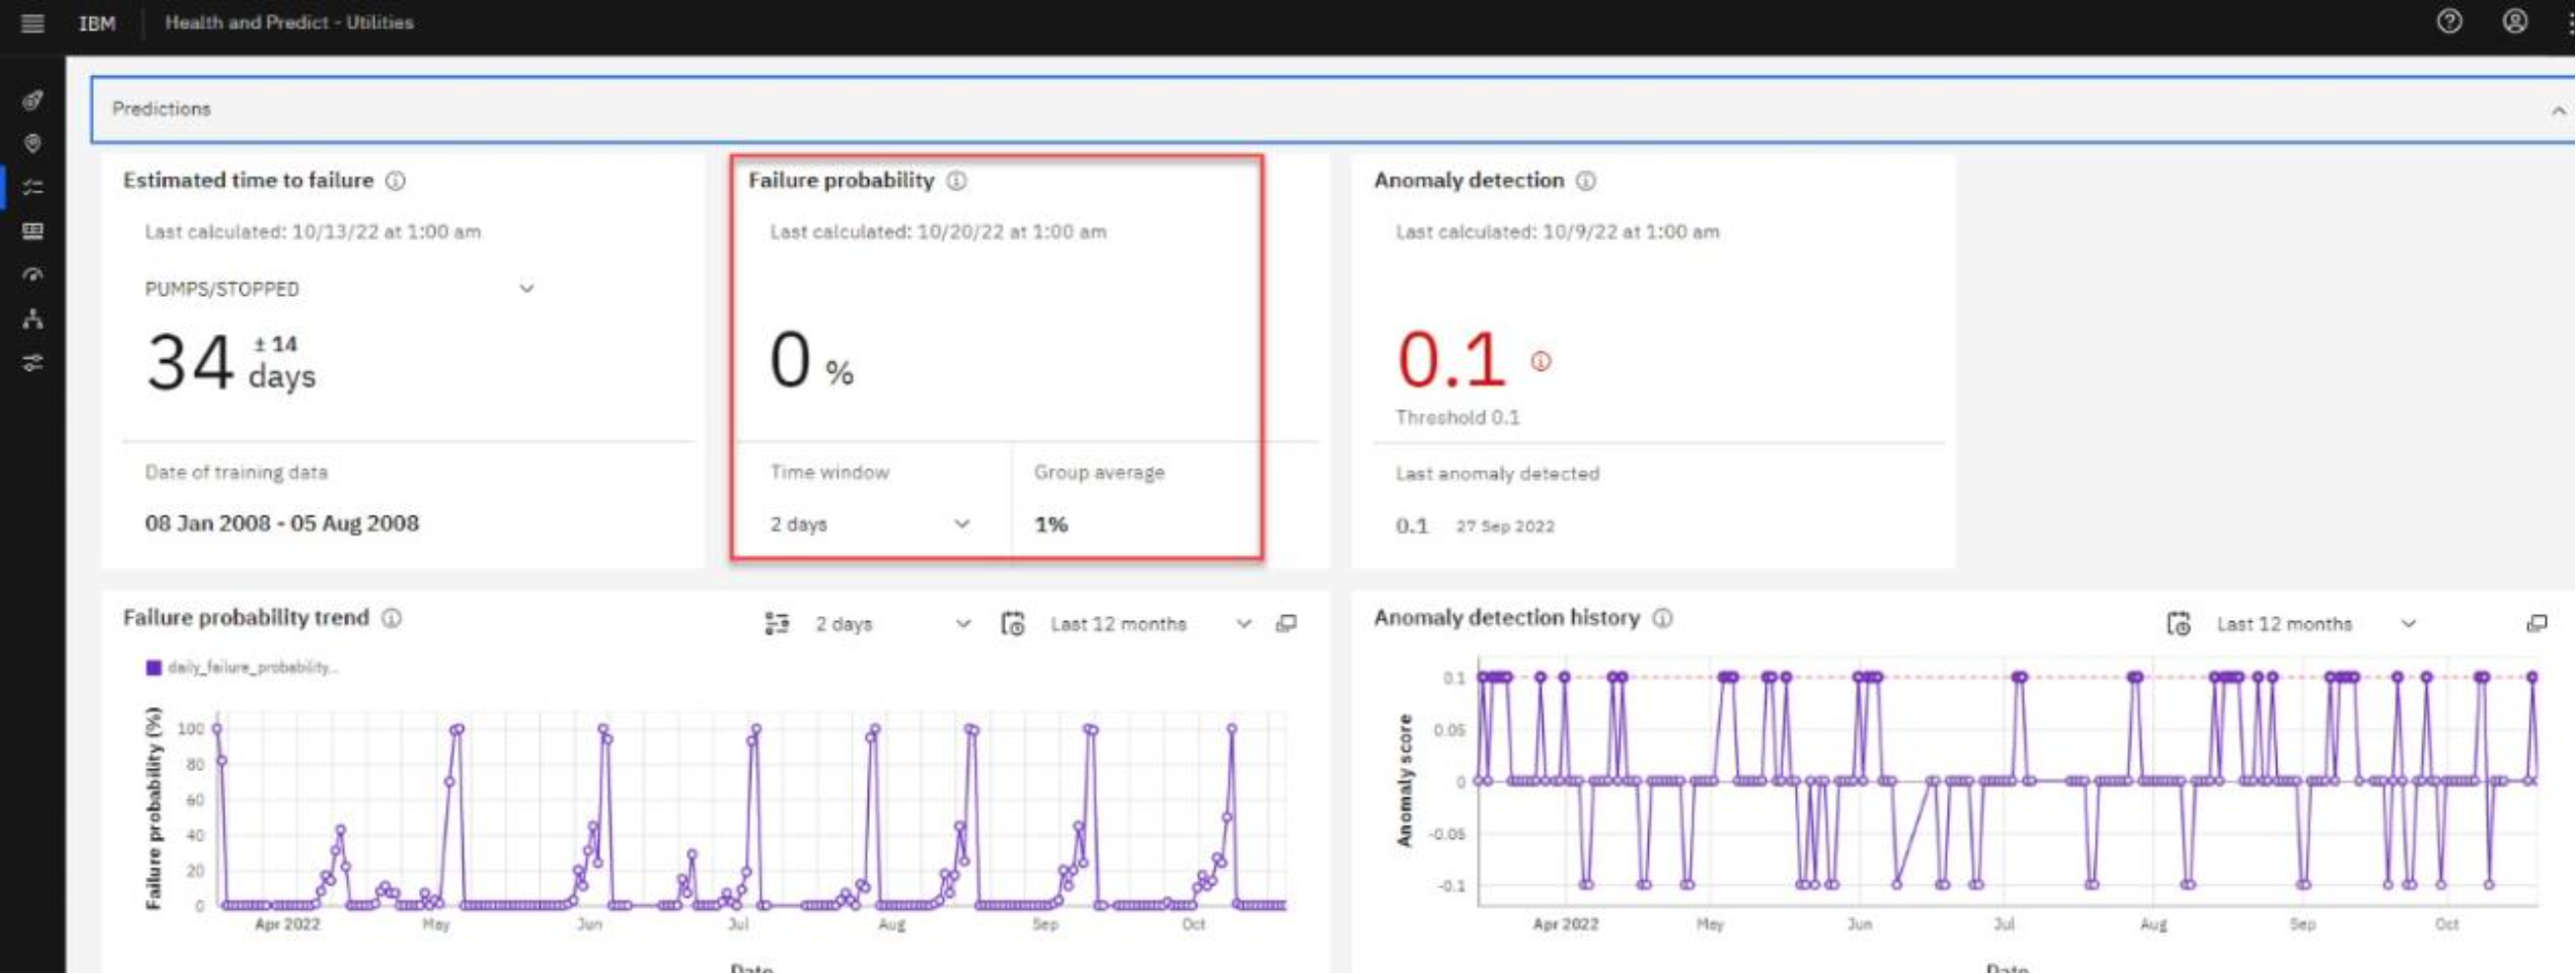 IBM Health and Predict - Utilities
Predictions
Estimated time to failure
Last calculated: 10/13/22 at 1:00 am
PUMPS/STOPPED
34 ± 14 days
Date of training data
08 Jan 2008 - 05 Aug 2008
Failure probability
Last calculated: 10/20/22 at 1:00 am
0 %
Time window
2 days
Group average
1%
Anomaly detection
Last calculated: 10/9/22 at 1:00 am
0.1
Threshold 0.1
Last anomaly detected
0.1 27 Sep 2022
Failure probability trend
2 days
Last 12 months
daily_failure_probability...
Failure probability (%)
100
80
60
40
20
0
Apr 2022 May Jun Jul Aug Sep Oct
Date
Anomaly detection history
Last 12 months
Anomaly score
0.1
0.05
0
-0.05
-0.1
Apr 2022 May Jun Jul Aug Sep Oct
Date